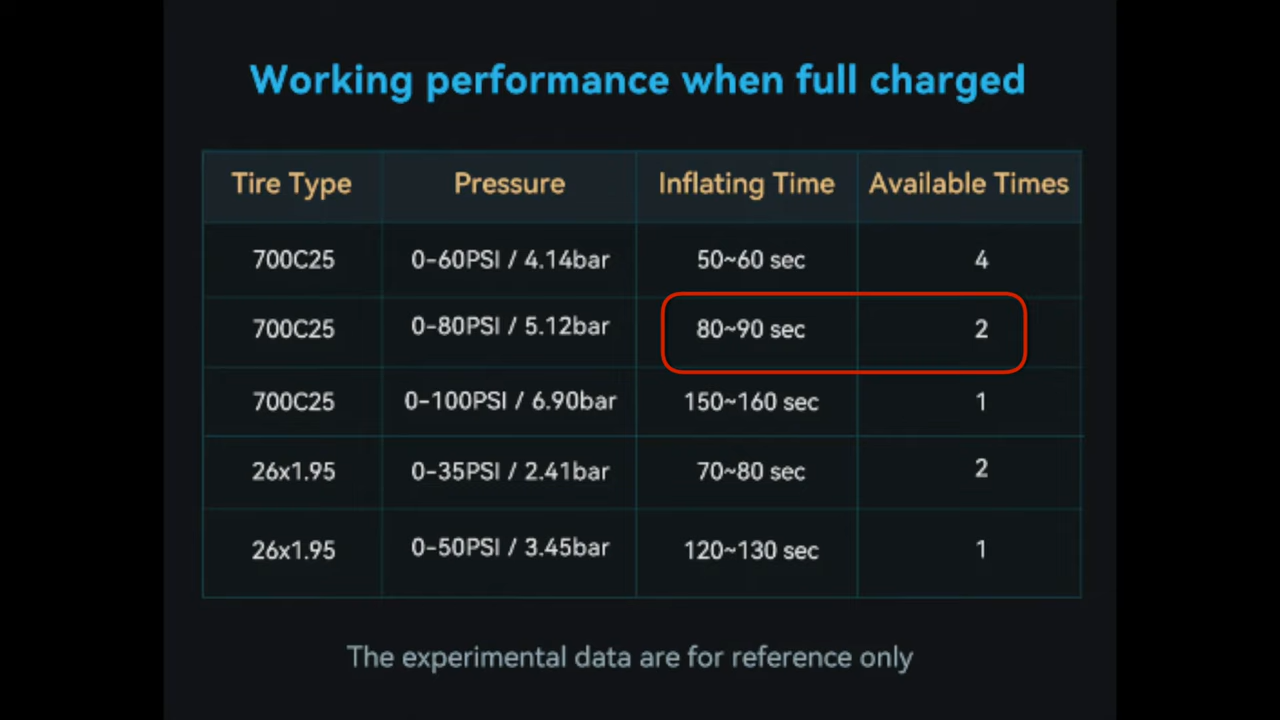 Working performance when full charged
Tire Type Pressure Inflating Time Available Times
700C25 0-60PSI / 4.14bar 50~60 sec 4
700C25 0-80PSI / 5.12bar 80~90 sec 2
700C25 0-100PSI / 6.90bar 150~160 sec 1
26x1.95 0-35PSI / 2.41bar 70~80 sec 2
26x1.95 0-50PSI / 3.45bar 120~130 sec 1
The experimental data are for reference only